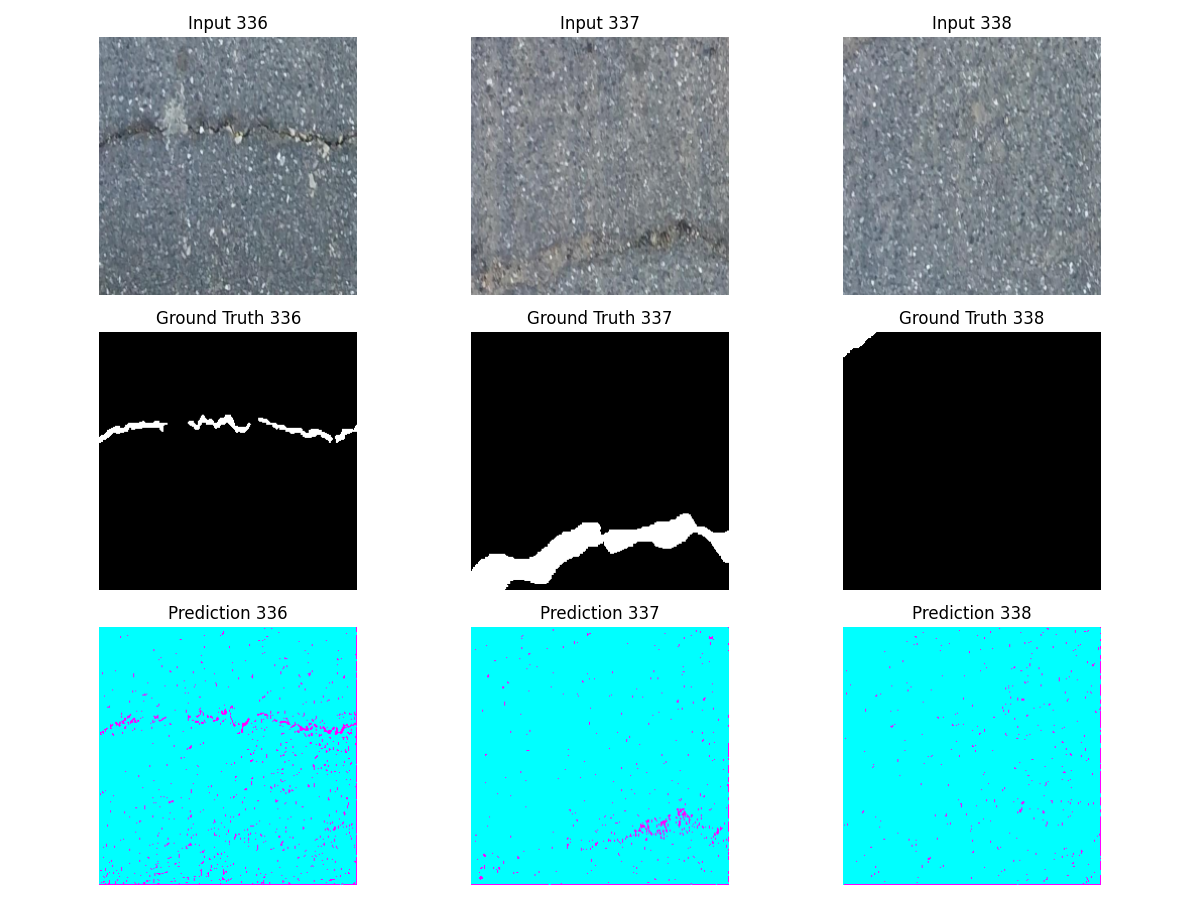 Input 336
Input 337
Input 338
Ground Truth 336
Ground Truth 337
Ground Truth 338
Prediction 336
Prediction 337
Prediction 338